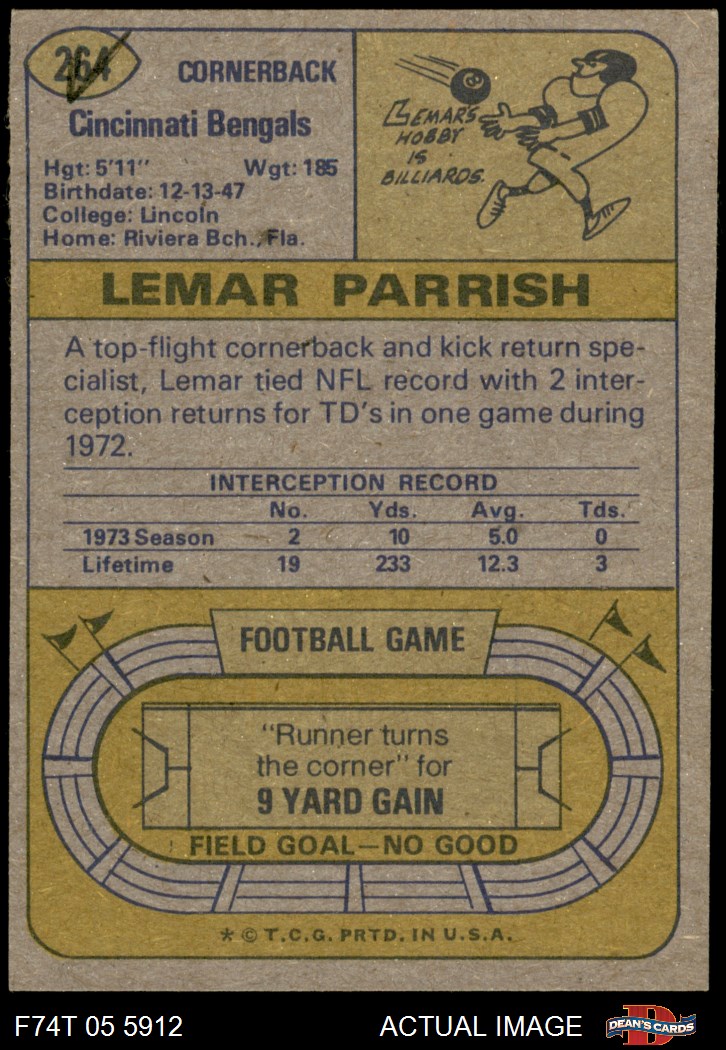 264
CORNERBACK
Cincinnati Bengals
Hgt: 5'11" Wgt: 185
Birthdate: 12-13-47
College: Lincoln
Home: Riviera Bch., Fla.
8
LEMAR'S
HOBBY
IS
BILLIARDS.
LEMAR PARRISH
A top-flight cornerback and kick return spe-
cialist, Lemar tied NFL record with 2 inter-
ception returns for TD's in one game during
1972.
INTERCEPTION RECORD
No. Yds. Avg. Tds.
1973 Season 2 10 5.0 0
Lifetime 19 233 12.3 3
FOOTBALL GAME
"Runner turns
the corner" for
9 YARD GAIN
FIELD GOAL—NO GOOD
* © T.C.G. PRTD. IN U.S.A.
F74T 05 5912 ACTUAL IMAGE
D
DEAN'S CARDS